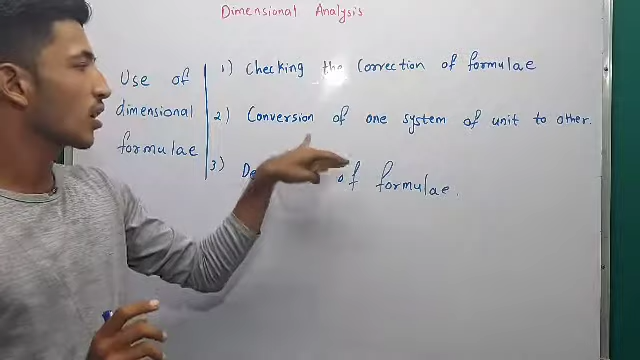 Dimensional Analysis
Use of
dimensional
formulae
1) Checking the Correction of formulae
2) Conversion of one system of unit to other.
3) of formulae.